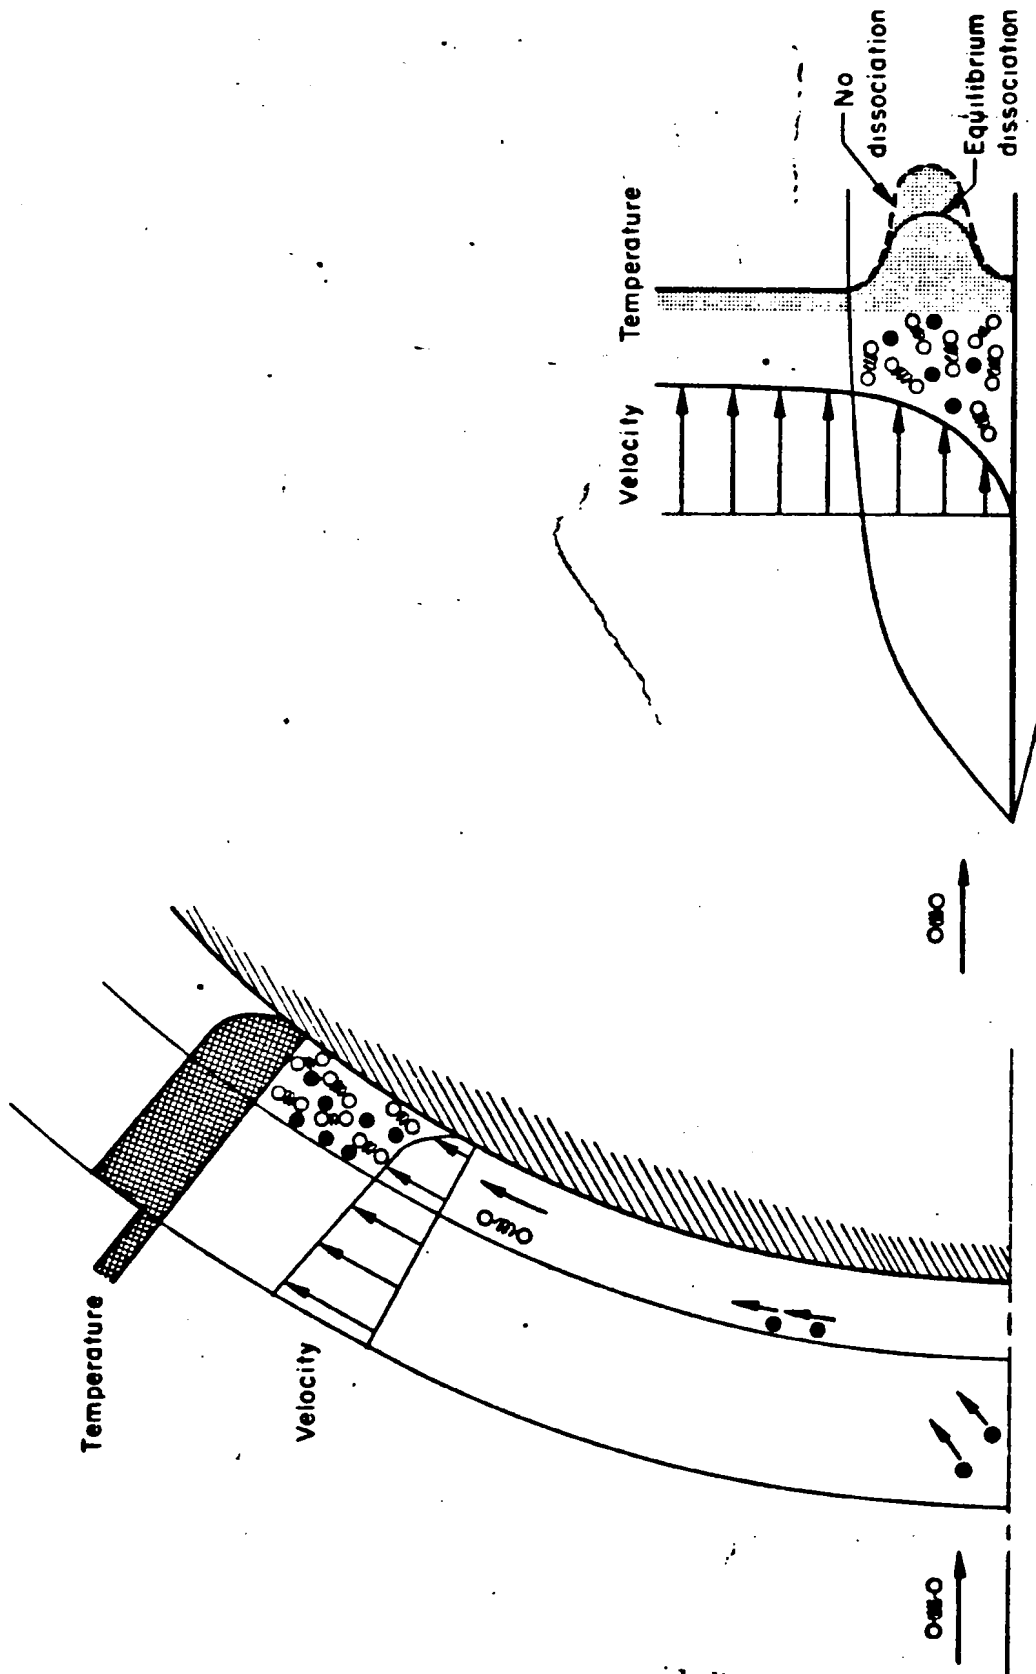 Temperature
Velocity
Velocity
Temperature
No
dissociation
Equilibrium
dissociation